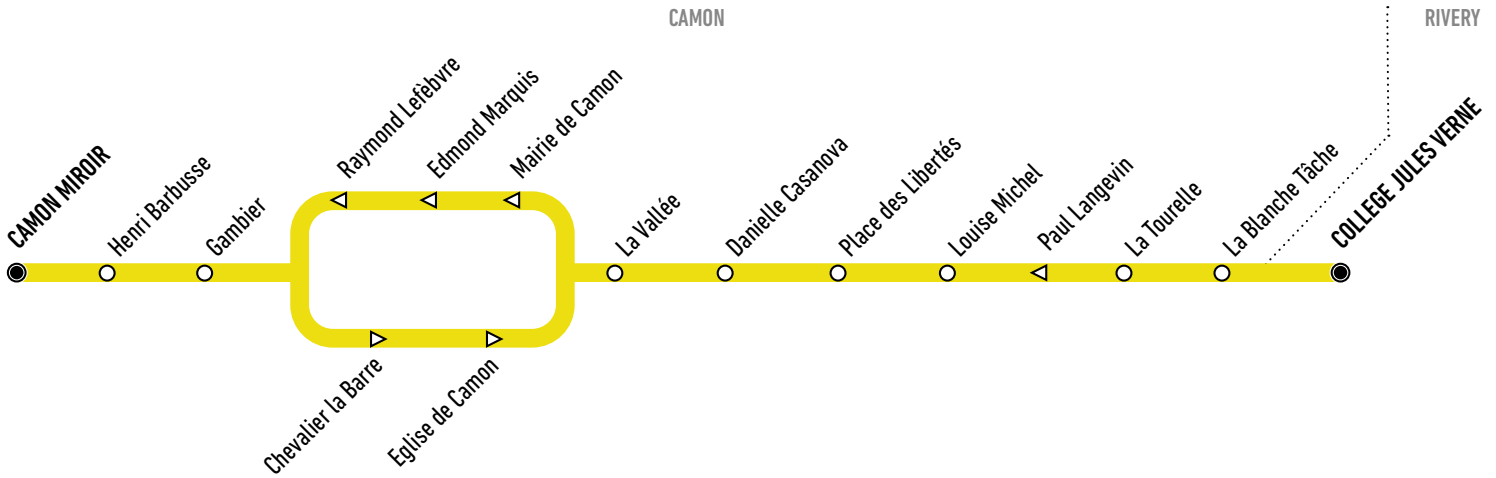 CAMON
RIVERY
CAMON MIROIR
Henri Barbusse
Gambier
Raymond Lefèbvre
Edmond Marquis
Mairie de Camon
Chevalier la Barre
Eglise de Camon
La Vallée
Danielle Casanova
Place des Libertés
Louise Michel
Paul Langevin
La Tourelle
La Blanche Tâche
COLLEGE JULES VERNE